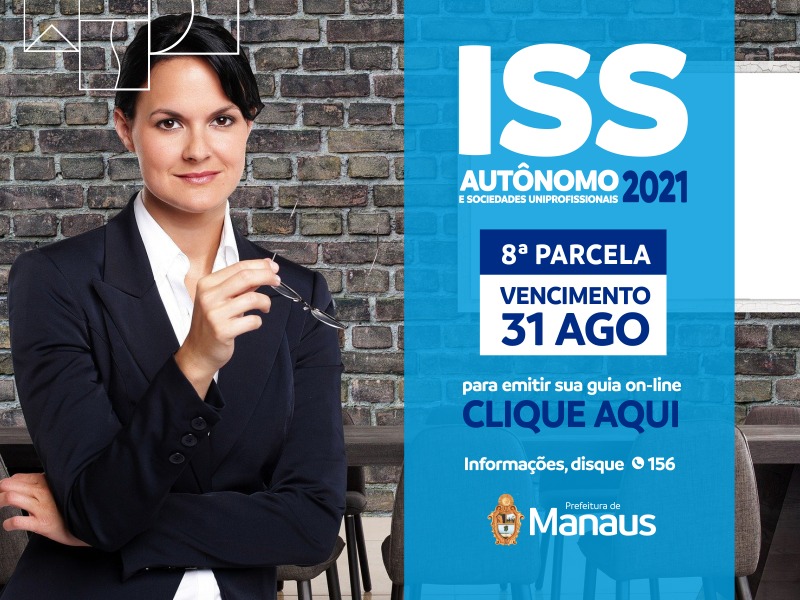 ISS
AUTÔNOMO
E SOCIEDADES UNIPROFISSIONAIS
2021
8ª PARCELA
VENCIMENTO
31 AGO
para emitir sua guia on-line
CLIQUE AQUI
Informações, disque 156
Prefeitura de
Manaus